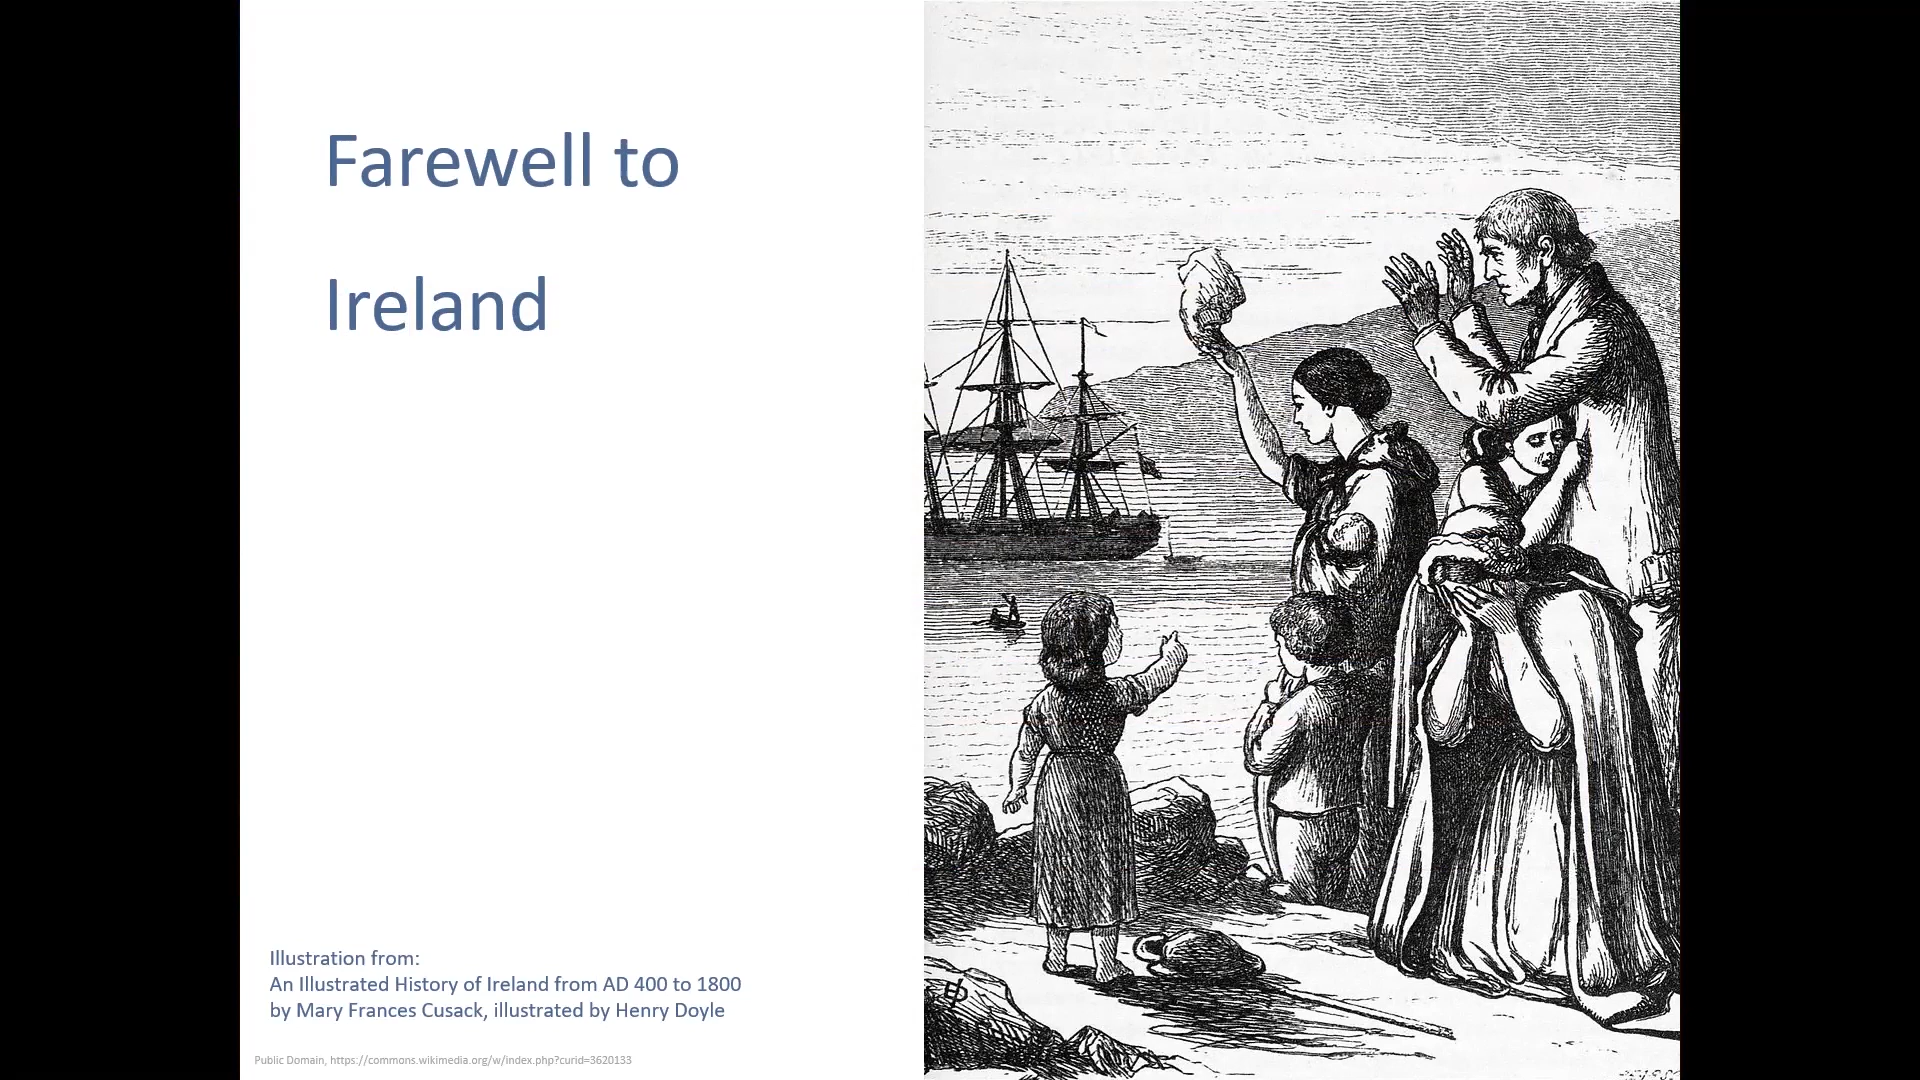 Farewell to
Ireland
Illustration from:
An Illustrated History of Ireland from AD 400 to 1800
by Mary Frances Cusack, illustrated by Henry Doyle
Public Domain, https://commons.wikimedia.org/w/index.php?curid=3620133